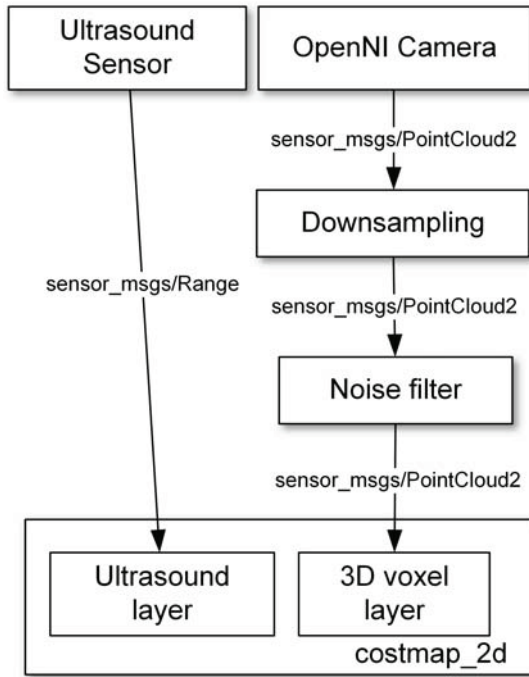 Ultrasound
Sensor
OpenNI Camera
sensor_msgs/PointCloud2
Downsampling
sensor_msgs/Range
sensor_msgs/PointCloud2
Noise filter
sensor_msgs/PointCloud2
Ultrasound
layer
3D voxel
layer
costmap_2d